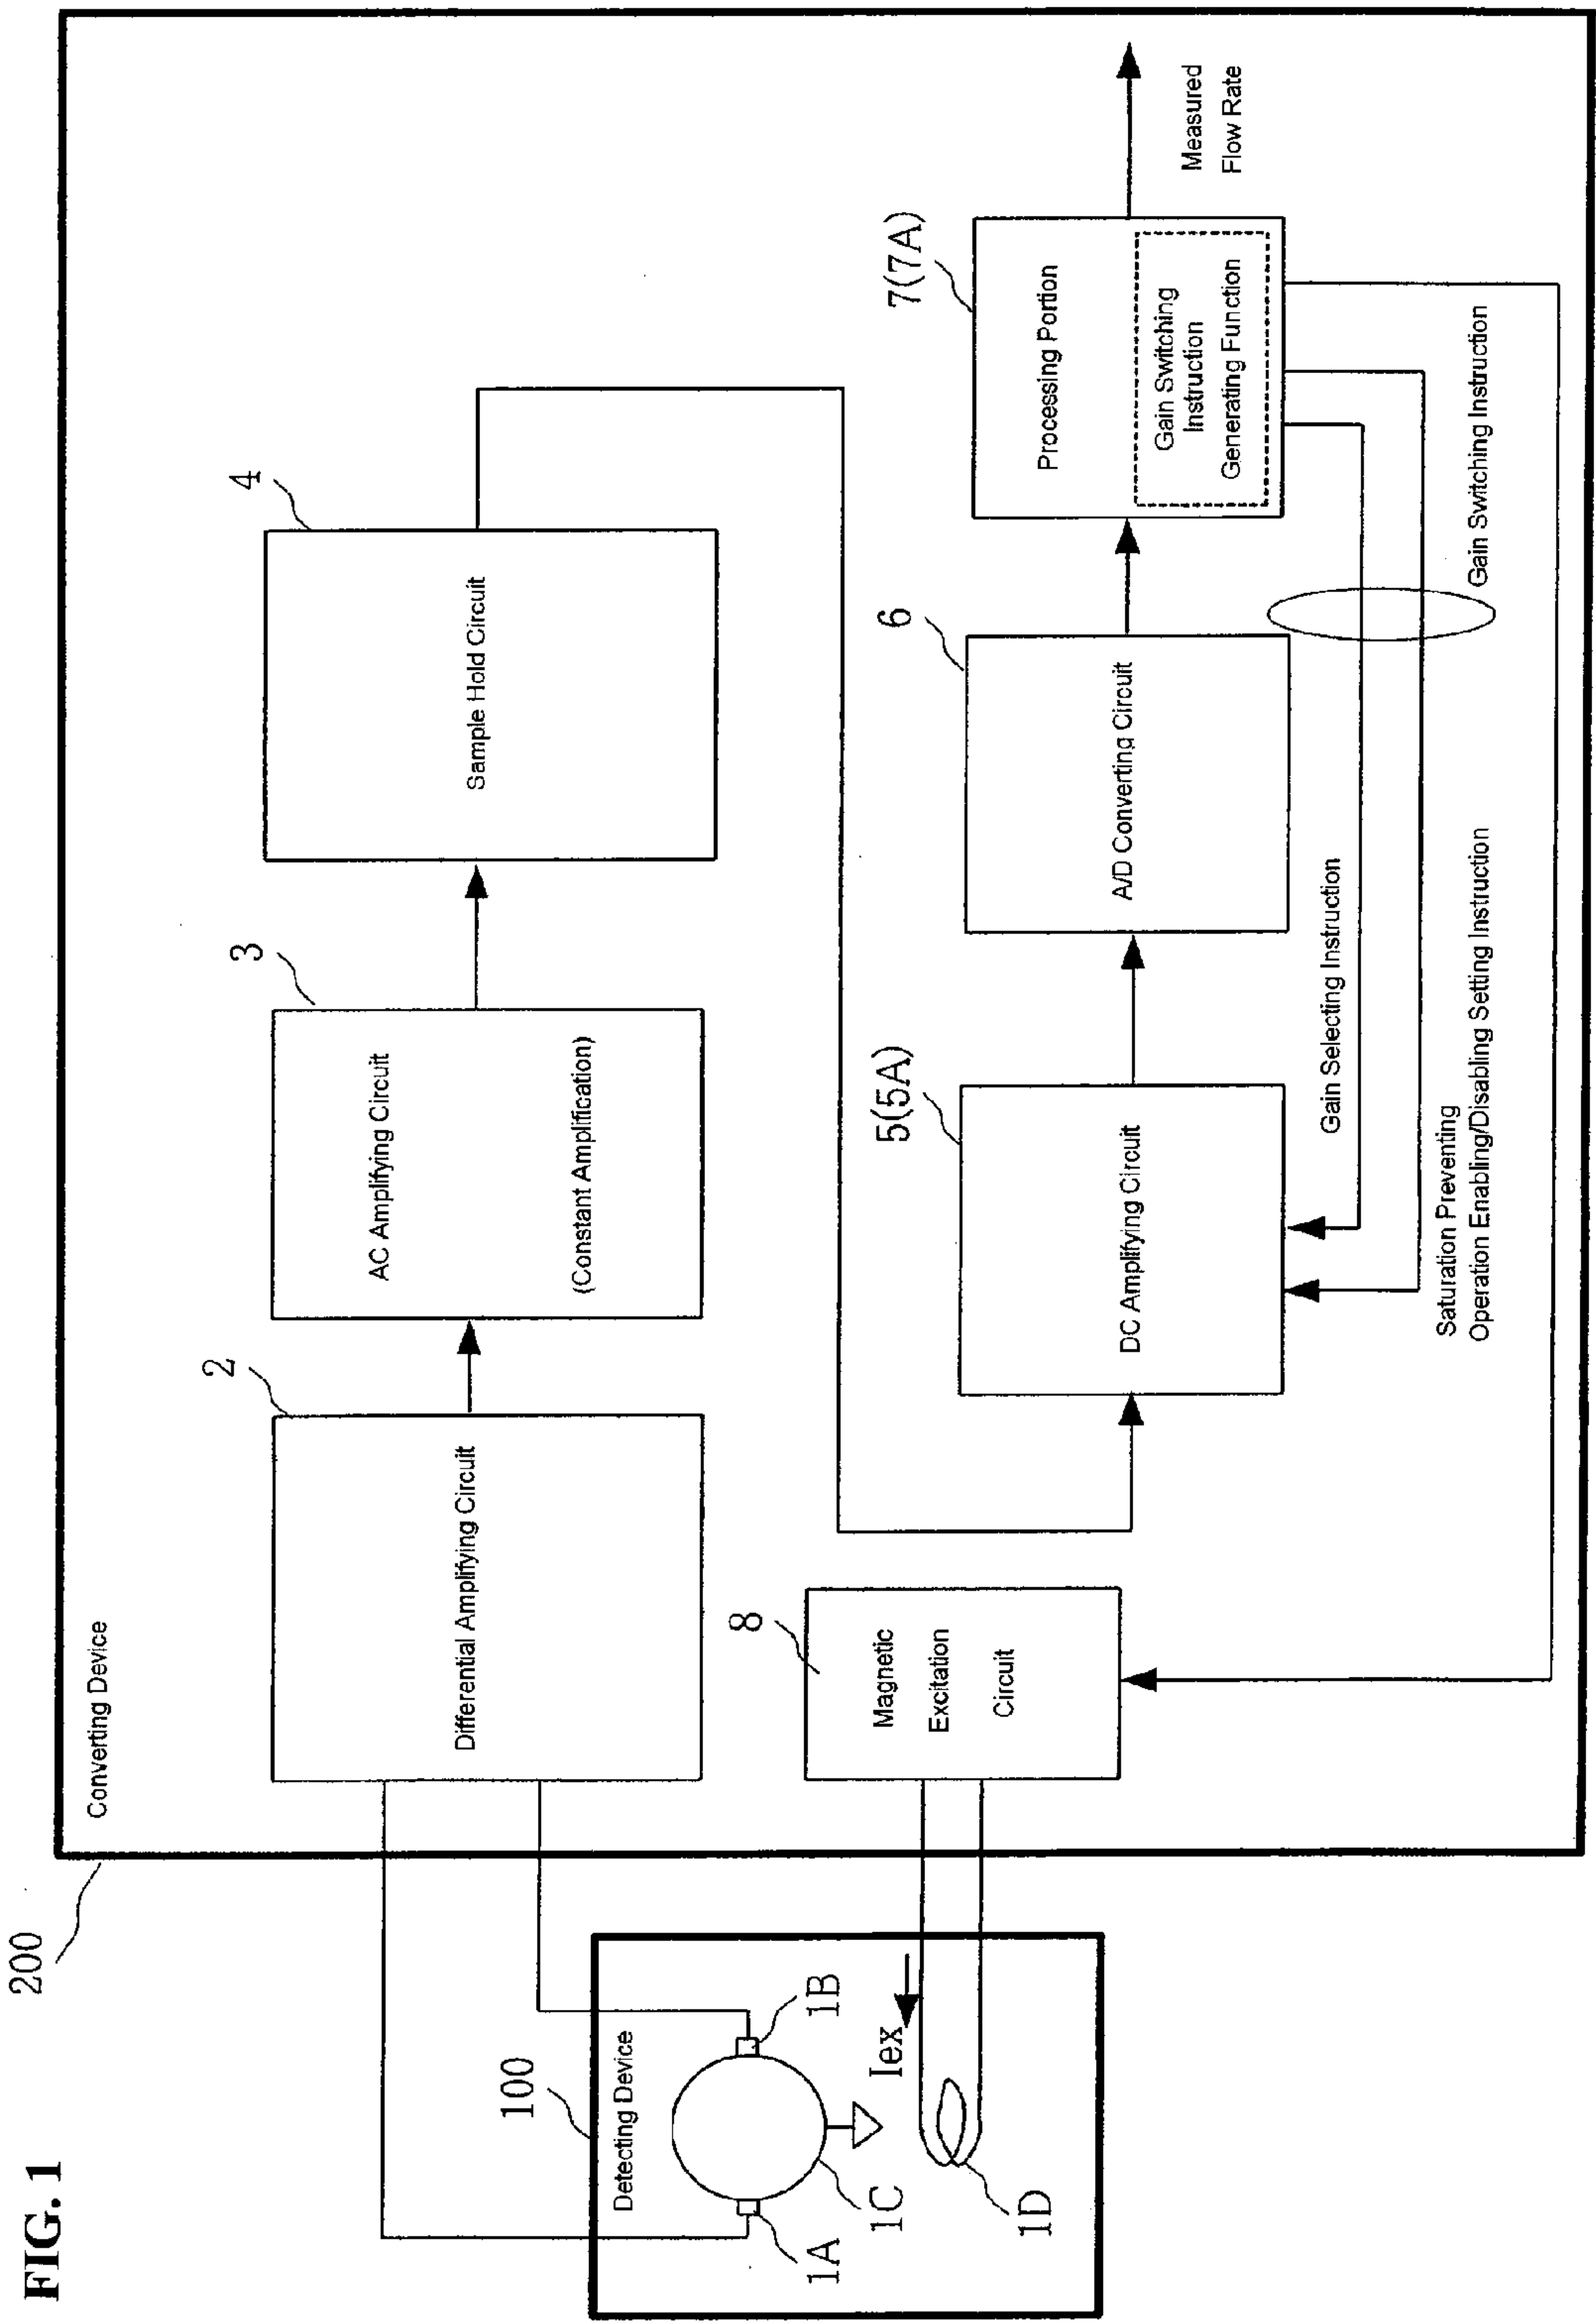 FIG. 1
200
Converting Device
2
Differential Amplifying Circuit
3
AC Amplifying Circuit
(Constant Amplification)
4
Sample Hold Circuit
100
Detecting Device
1A
1B
1C
1D
Iex
8
Magnetic
Excitation
Circuit
5(5A)
DC Amplifying Circuit
6
A/D Converting Circuit
7(7A)
Processing Portion
Gain Switching
Instruction
Generating Function
Measured
Flow Rate
Gain Selecting Instruction
Saturation Preventing
Operation Enabling/Disabling Setting Instruction
Gain Switching Instruction